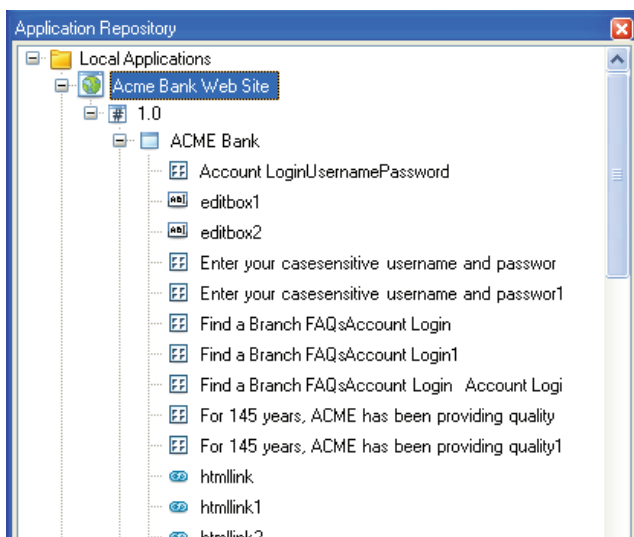 Application Repository
Local Applications
Acme Bank Web Site
1.0
ACME Bank
Account LoginUsernamePassword
editbox1
editbox2
Enter your casesensitive username and passwor
Enter your casesensitive username and passwor1
Find a Branch FAQsAccount Login
Find a Branch FAQsAccount Login1
Find a Branch FAQsAccount Login Account Logi
For 145 years, ACME has been providing quality
For 145 years, ACME has been providing quality1
htmllink
htmllink1
htmllink2